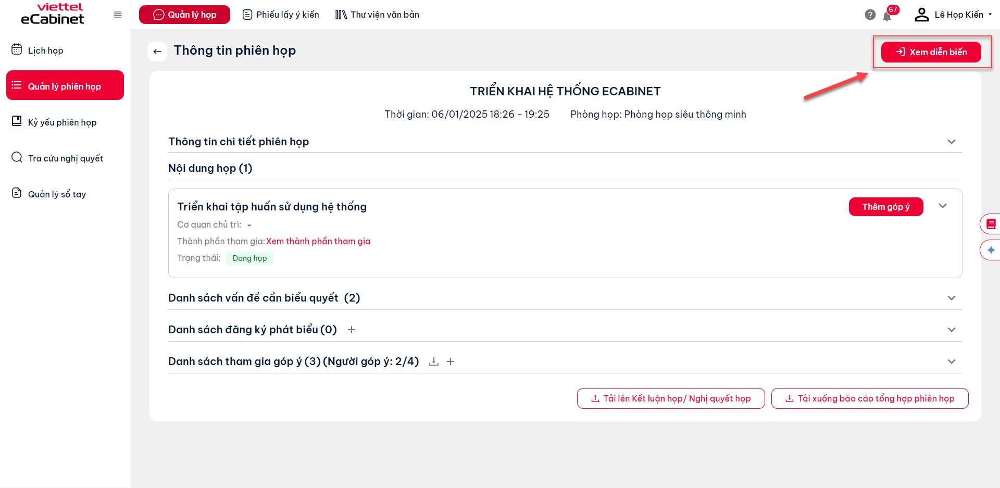 viettel
eCabinet
Quản lý họp
Phiếu lấy ý kiến
Thư viện văn bản
?
67
Lê Họp Kiến
Lịch họp
Quản lý phiên họp
Kỷ yếu phiên họp
Tra cứu nghị quyết
Quản lý sổ tay
Thông tin phiên họp
Xem diễn biến
TRIỂN KHAI HỆ THỐNG ECABINET
Thời gian: 06/01/2025 18:26 - 19:25 Phòng họp: Phòng họp siêu thông minh
Thông tin chi tiết phiên họp
Nội dung họp (1)
Triển khai tập huấn sử dụng hệ thống
Thêm góp ý
Cơ quan chủ trì: -
Thành phần tham gia:Xem thành phần tham gia
Trạng thái: Đang họp
Danh sách vấn đề cần biểu quyết (2)
Danh sách đăng ký phát biểu (0)
Danh sách tham gia góp ý (3) (Người góp ý: 2/4)
Tải lên Kết luận họp/ Nghị quyết họp
Tải xuống báo cáo tổng hợp phiên họp